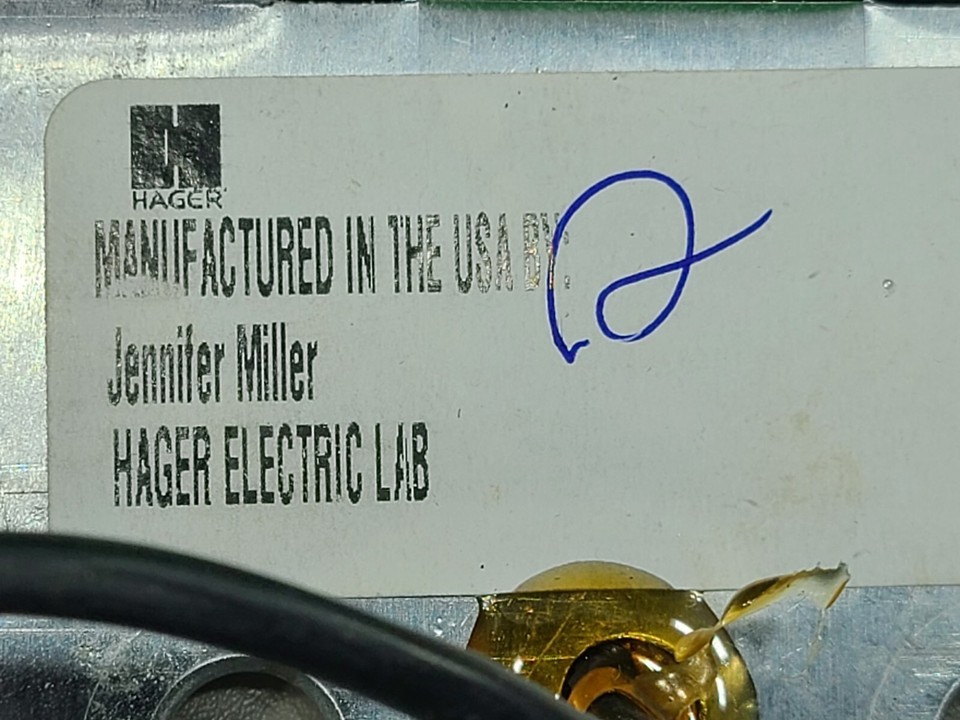 HAGER
MANUFACTURED IN THE USA BY:
Jennifer Miller
HAGER ELECTRIC LAB